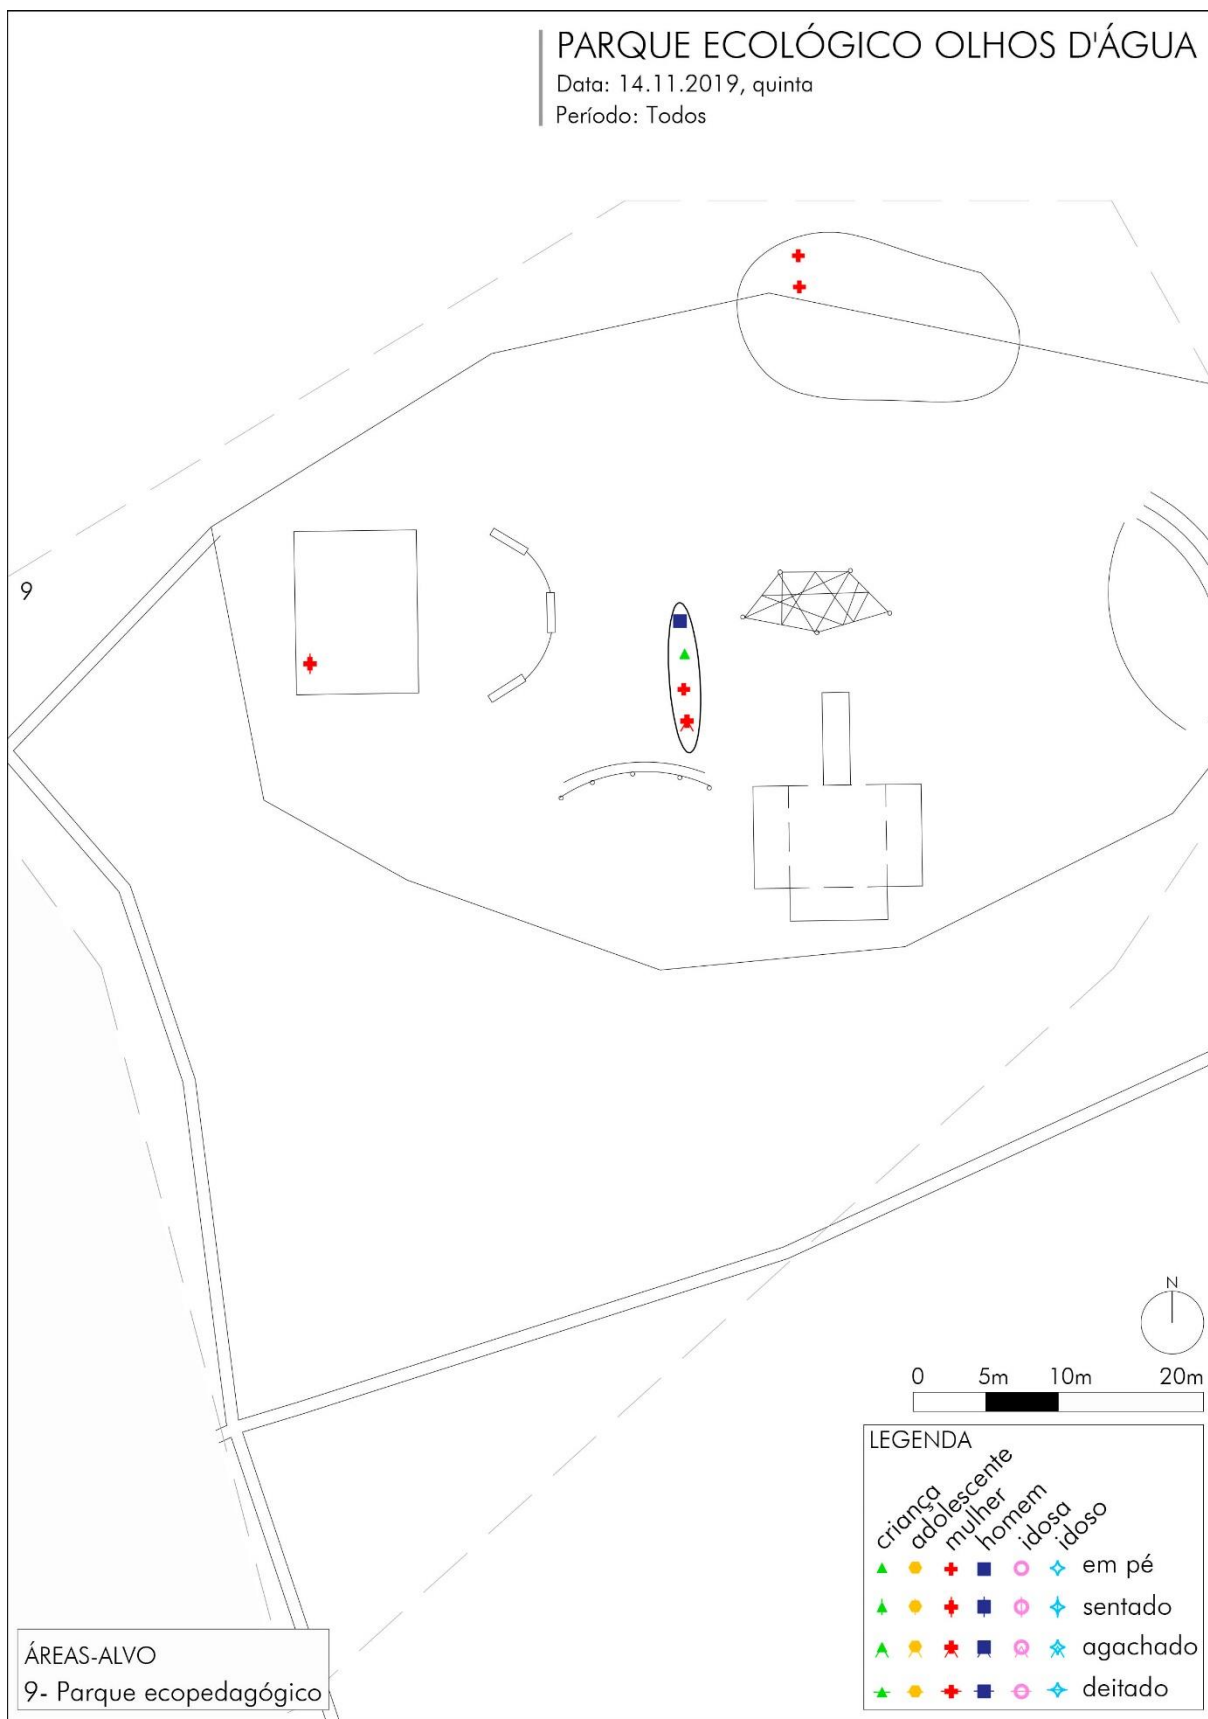 PARQUE ECOLÓGICO OLHOS D'ÁGUA
Data: 14.11.2019, quinta
Período: Todos
9
N
0 5m 10m 20m
LEGENDA
criança adolescente mulher homem idosa idoso
em pé
sentado
agachado
deitado
ÁREAS-ALVO
9- Parque ecopedagógico